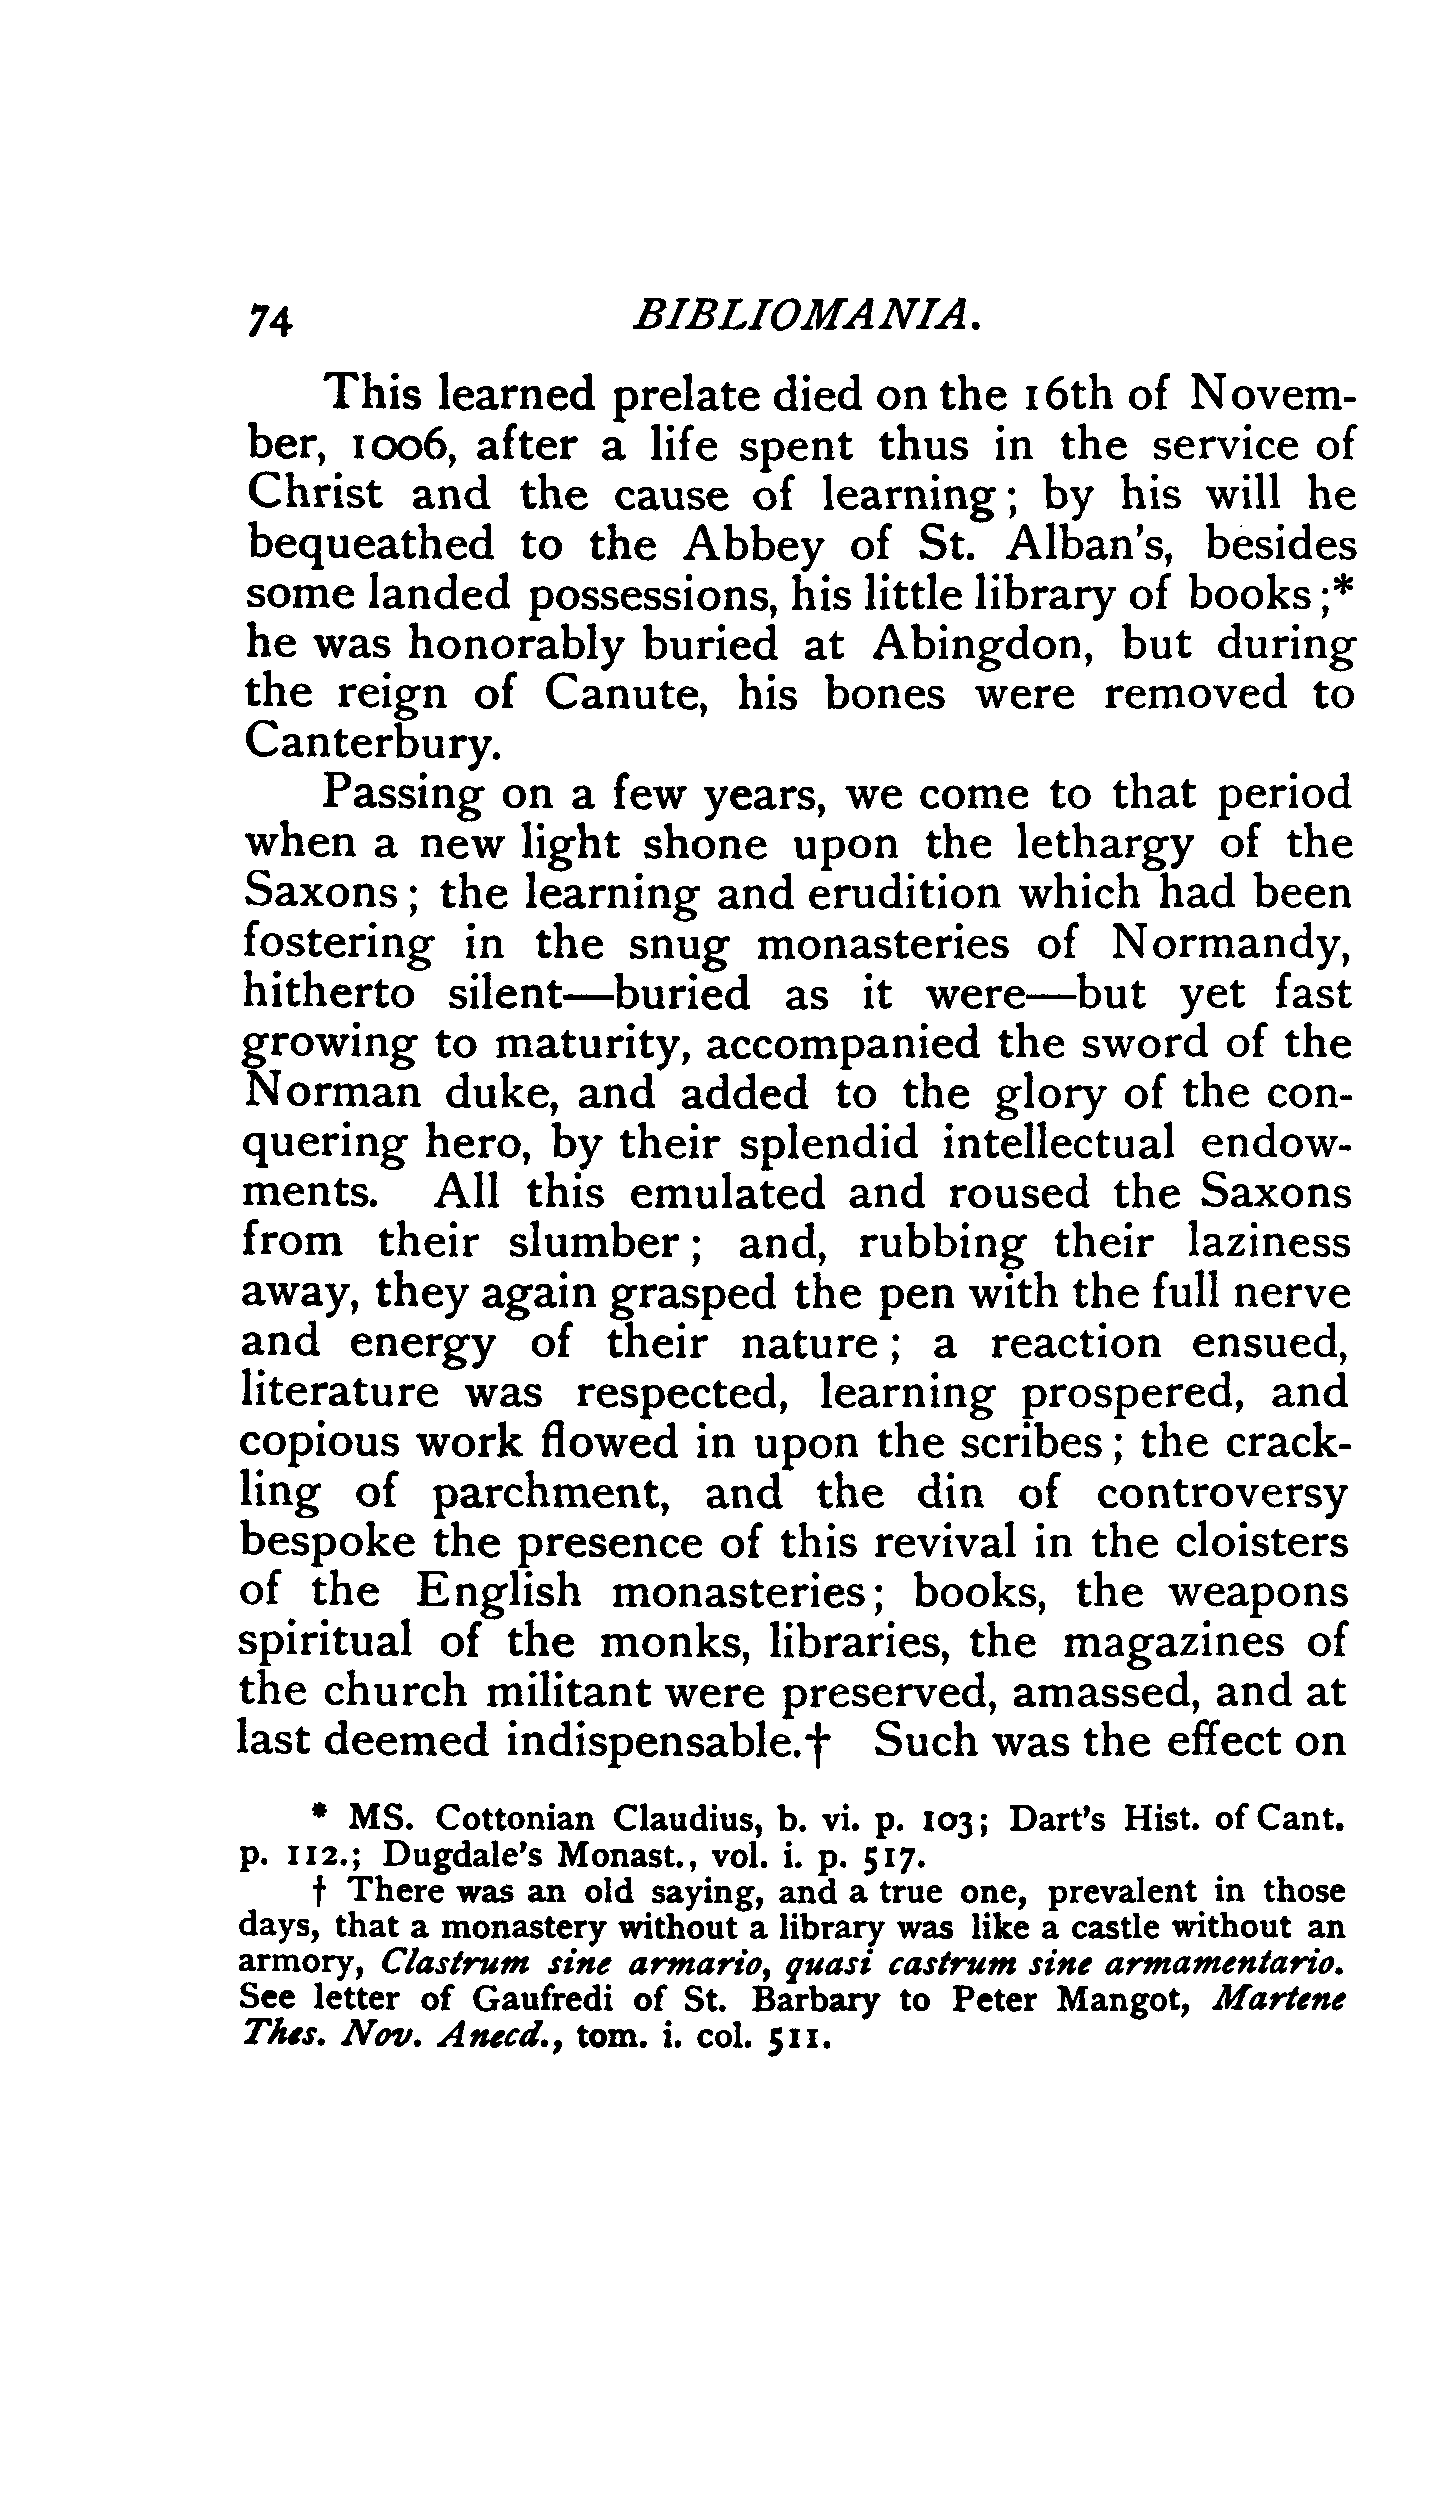 74 BIBLIOMANIA.
This learned prelate died on the 16th of Novem-
ber, 1006, after a life spent thus in the service of
Christ and the cause of learning; by his will he
bequeathed to the Abbey of St. Alban's, besides
some landed possessions, his little library of books;*
he was honorably buried at Abingdon, but during
the reign of Canute, his bones were removed to
Canterbury.
Passing on a few years, we come to that period
when a new light shone upon the lethargy of the
Saxons; the learning and erudition which had been
fostering in the snug monasteries of Normandy,
hitherto silent—buried as it were—but yet fast
growing to maturity, accompanied the sword of the
Norman duke, and added to the glory of the con-
quering hero, by their splendid intellectual endow-
ments. All this emulated and roused the Saxons
from their slumber; and, rubbing their laziness
away, they again grasped the pen with the full nerve
and energy of their nature; a reaction ensued,
literature was respected, learning prospered, and
copious work flowed in upon the scribes; the crack-
ling of parchment, and the din of controversy
bespoke the presence of this revival in the cloisters
of the English monasteries; books, the weapons
spiritual of the monks, libraries, the magazines of
the church militant were preserved, amassed, and at
last deemed indispensable.† Such was the effect on
* MS. Cottonian Claudius, b. vi. p. 103; Dart's Hist. of Cant.
p. 112.; Dugdale's Monast., vol. i. p. 517.
† There was an old saying, and a true one, prevalent in those
days, that a monastery without a library was like a castle without an
armory, Clastrum sine armario, quasi castrum sine armamentario.
See letter of Gaufredi of St. Barbary to Peter Mangot, Martene
Thes. Nov. Anecd., tom. i. col. 511.